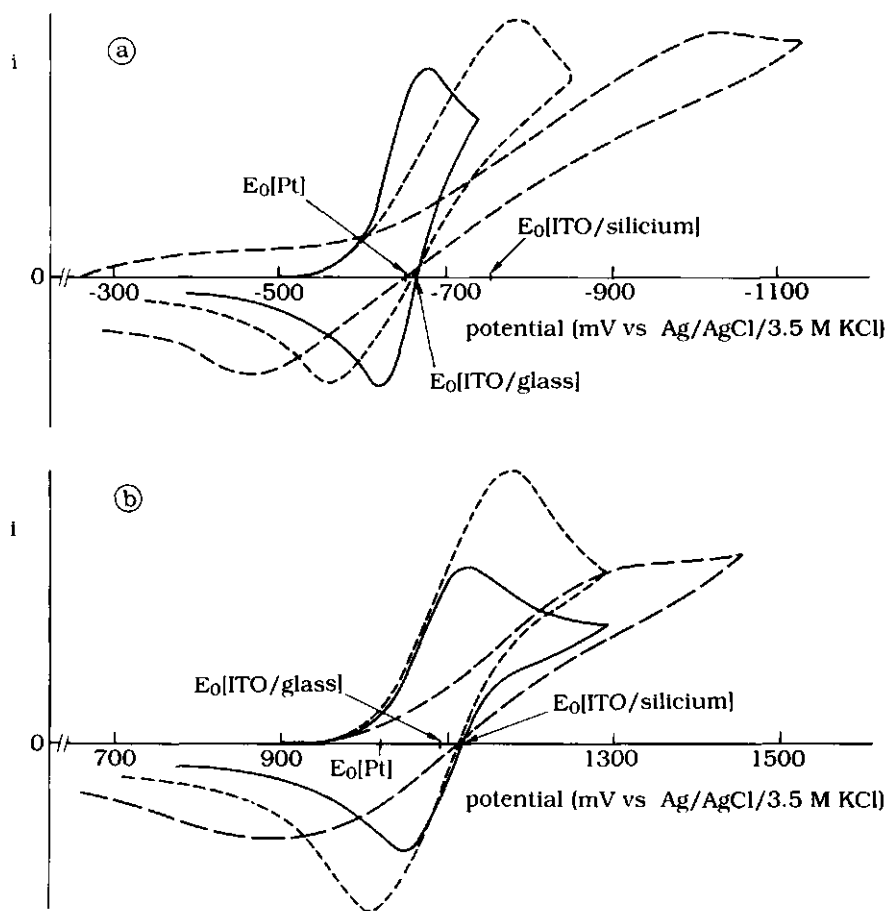 a
i
E₀[Pt]
E₀[ITO/silicium]
0
-300 -500 -700 -900 -1100
potential (mV vs Ag/AgCl/3.5 M KCl)
E₀[ITO/glass]
b
i
E₀[ITO/glass]
E₀[ITO/silicium]
0
700 900 1300 1500
E₀[Pt]
potential (mV vs Ag/AgCl/3.5 M KCl)